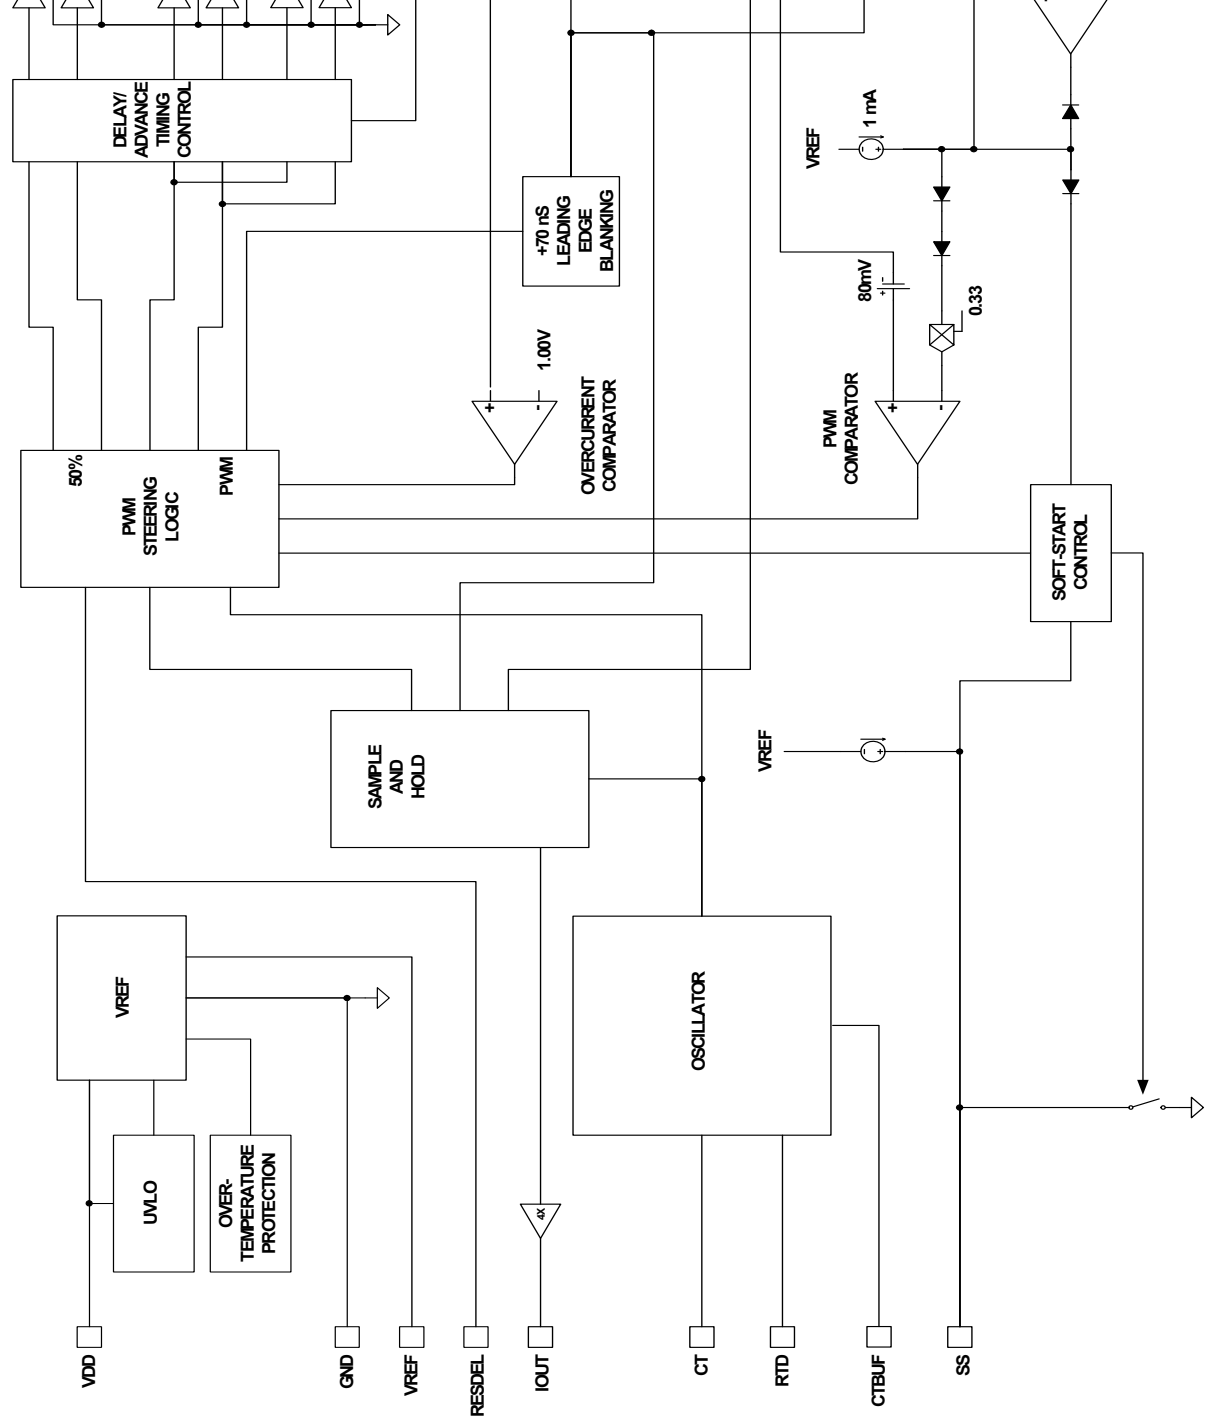 DELAY/
ADVANCE
TIMING
CONTROL
VREF
1 mA
+70 nS
LEADING
EDGE
BLANKING
80mV
+
-
0.33
1.00V
OVERCURRENT
COMPARATOR
+
-
PWM
COMPARATOR
+
-
50%
PWM
PWM
STEERING
LOGIC
SOFT-START
CONTROL
SAMPLE
AND
HOLD
VREF
VREF
OSCILLATOR
UVLO
OVER-
TEMPERATURE
PROTECTION
4X
VDD
GND
VREF
RESDEL
IOUT
CT
RTD
CTBUF
SS